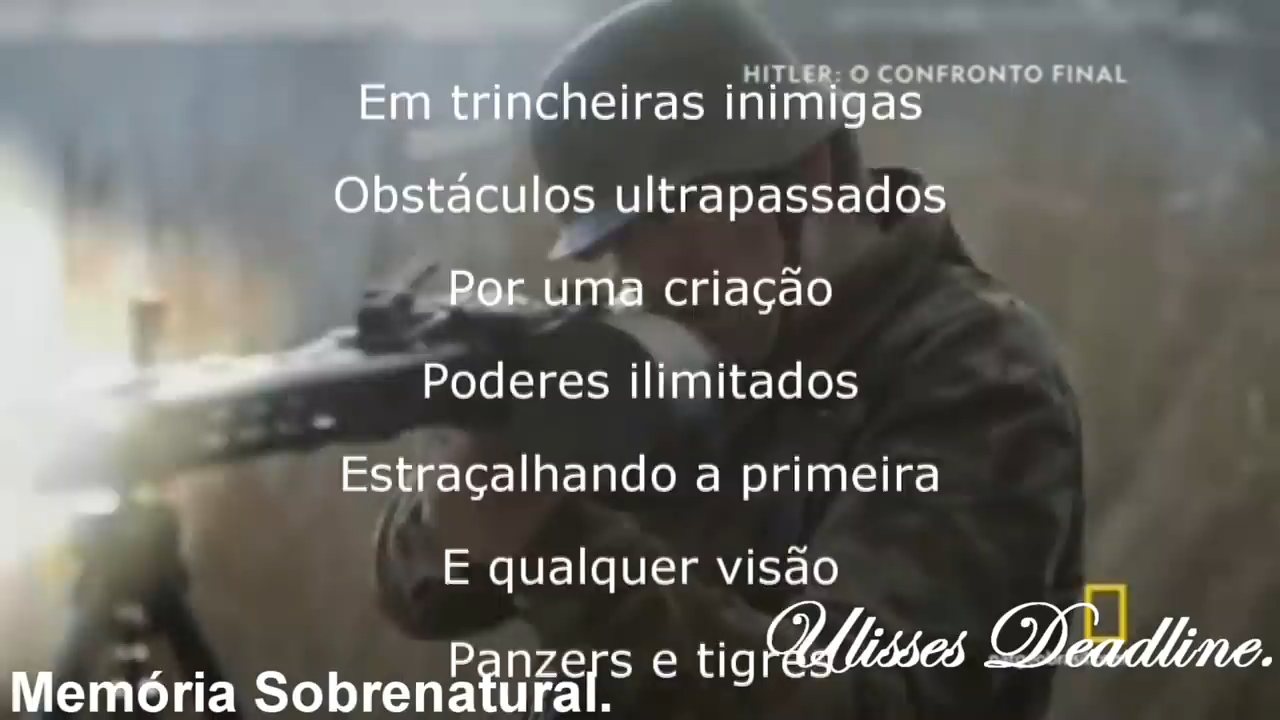 HITLER: O CONFRONTO FINAL
Em trincheiras inimigas
Obstáculos ultrapassados
Por uma criação
Poderes ilimitados
Estraçalhando a primeira
E qualquer visão
Panzers e tigres
Ulisses Deadline.
Memória Sobrenatural.